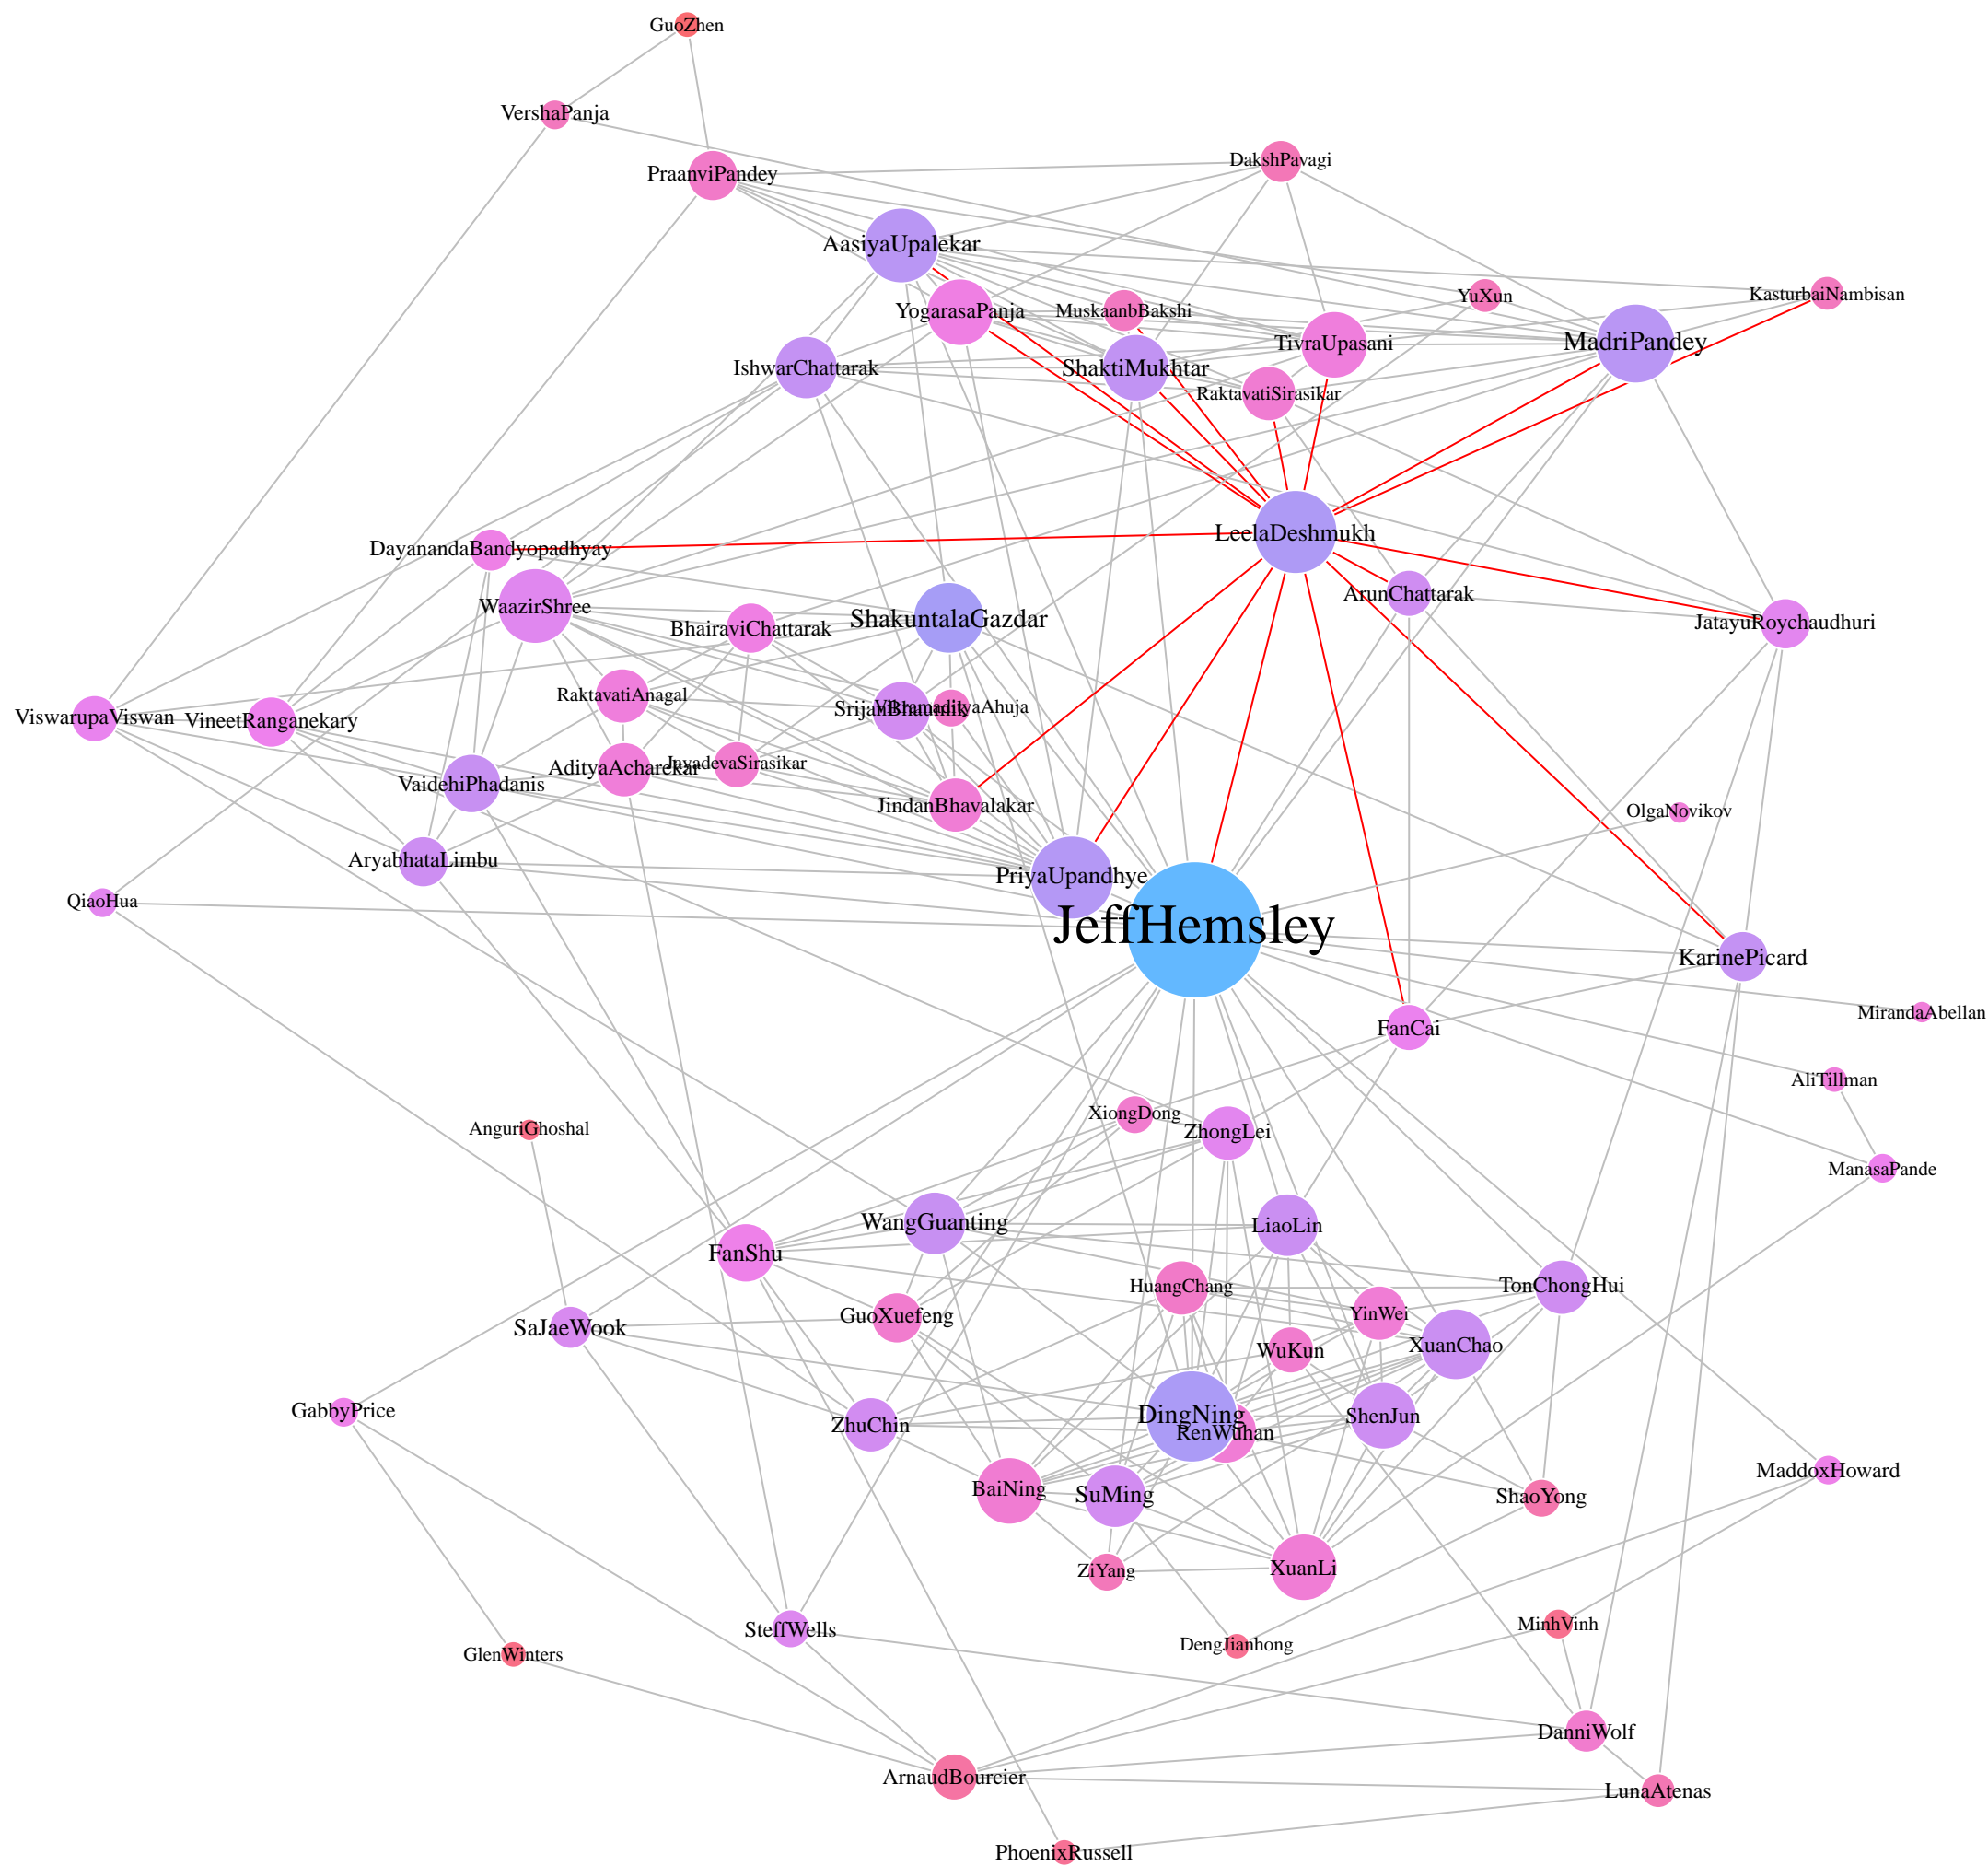 GuoZhen
VershaPanja
DakshPavagi
PraanviPandey
AasiyaUpalekar
YuXun
KasturbaiNambisan
YogarasaPanja
MuskaanbBakshi
TivraUpasani
MadriPandey
IshwarChattarak
ShaktiMukhtar
RaktavatiSirasikar
LeelaDeshmukh
DayanandaBandyopadhyay
ArunChattarak
WaazirShree
ShakuntalaGazdar
BhairaviChattarak
JatayuRoychaudhuri
RaktavatiAnagal
SrijanBhaumik
VikramadityaAhuja
ViswarupaViswan
VineetRanganekary
JayadevaSirasikar
AdityaAcharekar
VaidehiPhadanis
JindanBhavalakar
OlgaNovikov
AryabhataLimbu
PriyaUpandhye
QiaoHua
JeffHemsley
KarinePicard
MirandaAbellan
FanCai
AliTillman
XiongDong
AnguriGhoshal
ZhongLei
ManasaPande
WangGuanting
LiaoLin
FanShu
HuangChang
TonChongHui
GuoXuefeng
YinWei
SaJaeWook
XuanChao
WuKun
GabbyPrice
DingNing
ShenJun
ZhuChin
RenWuhan
MaddoxHoward
BaiNing
SuMing
ShaoYong
ZiYang
XuanLi
MinhVinh
SteffWells
DengJianhong
GlenWinters
DanniWolf
ArnaudBourcier
LunaAtenas
PhoenixRussell